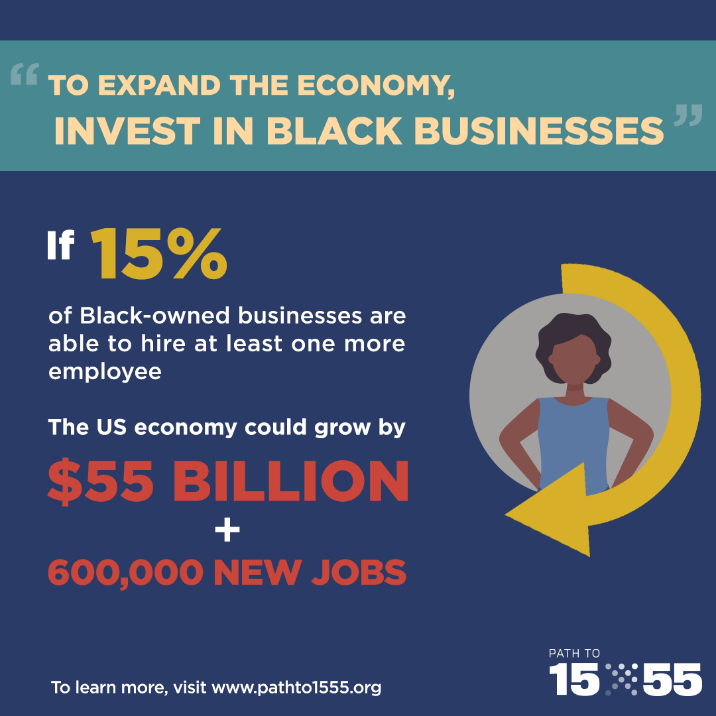 “ TO EXPAND THE ECONOMY,
INVEST IN BLACK BUSINESSES ”
If 15%
of Black-owned businesses are
able to hire at least one more
employee
The US economy could grow by
$55 BILLION
+
600,000 NEW JOBS
PATH TO
15 55
To learn more, visit www.pathto1555.org